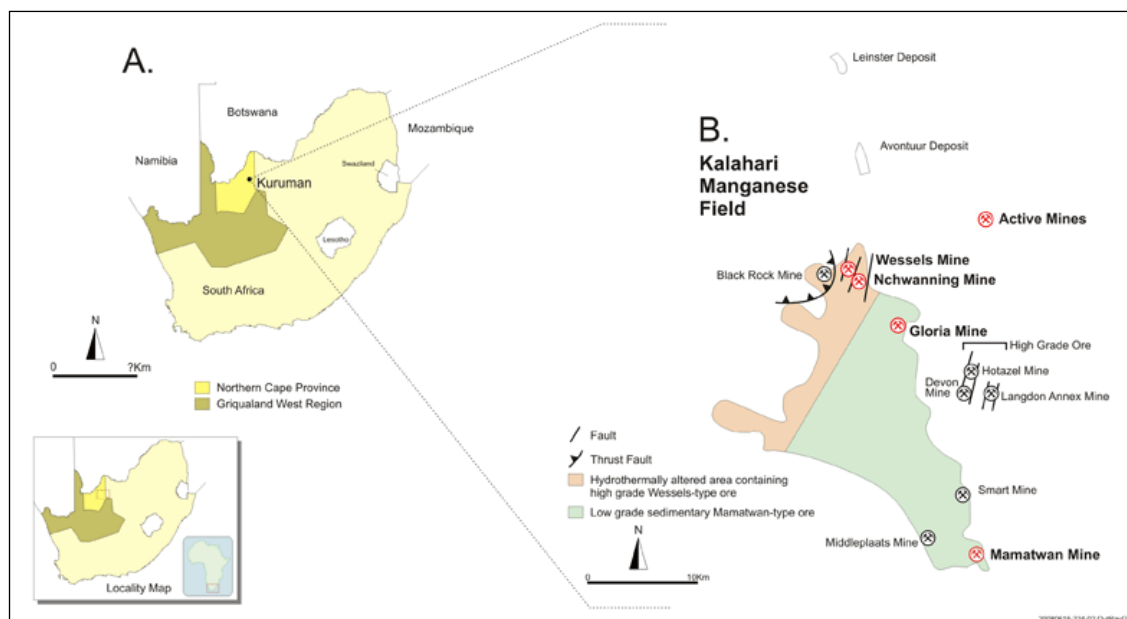 A.
Botswana
Mozambique
Namibia
Swaziland
Kuruman
Lesotho
South Africa
N
0
?Km
Northern Cape Province
Griqualand West Region
Locality Map
Leinster Deposit
B.
Avontuur Deposit
Kalahari
Manganese
Field
Active Mines
Wessels Mine
Black Rock Mine
Nchwanning Mine
Gloria Mine
High Grade Ore
Hotazel Mine
Devon
Mine
Langdon Annex Mine
Fault
Thrust Fault
Hydrothermally altered area containing
high grade Wessels-type ore
Low grade sedimentary Mamatwan-type ore
Smart Mine
N
Middleplaats Mine
Mamatwan Mine
0
10Km